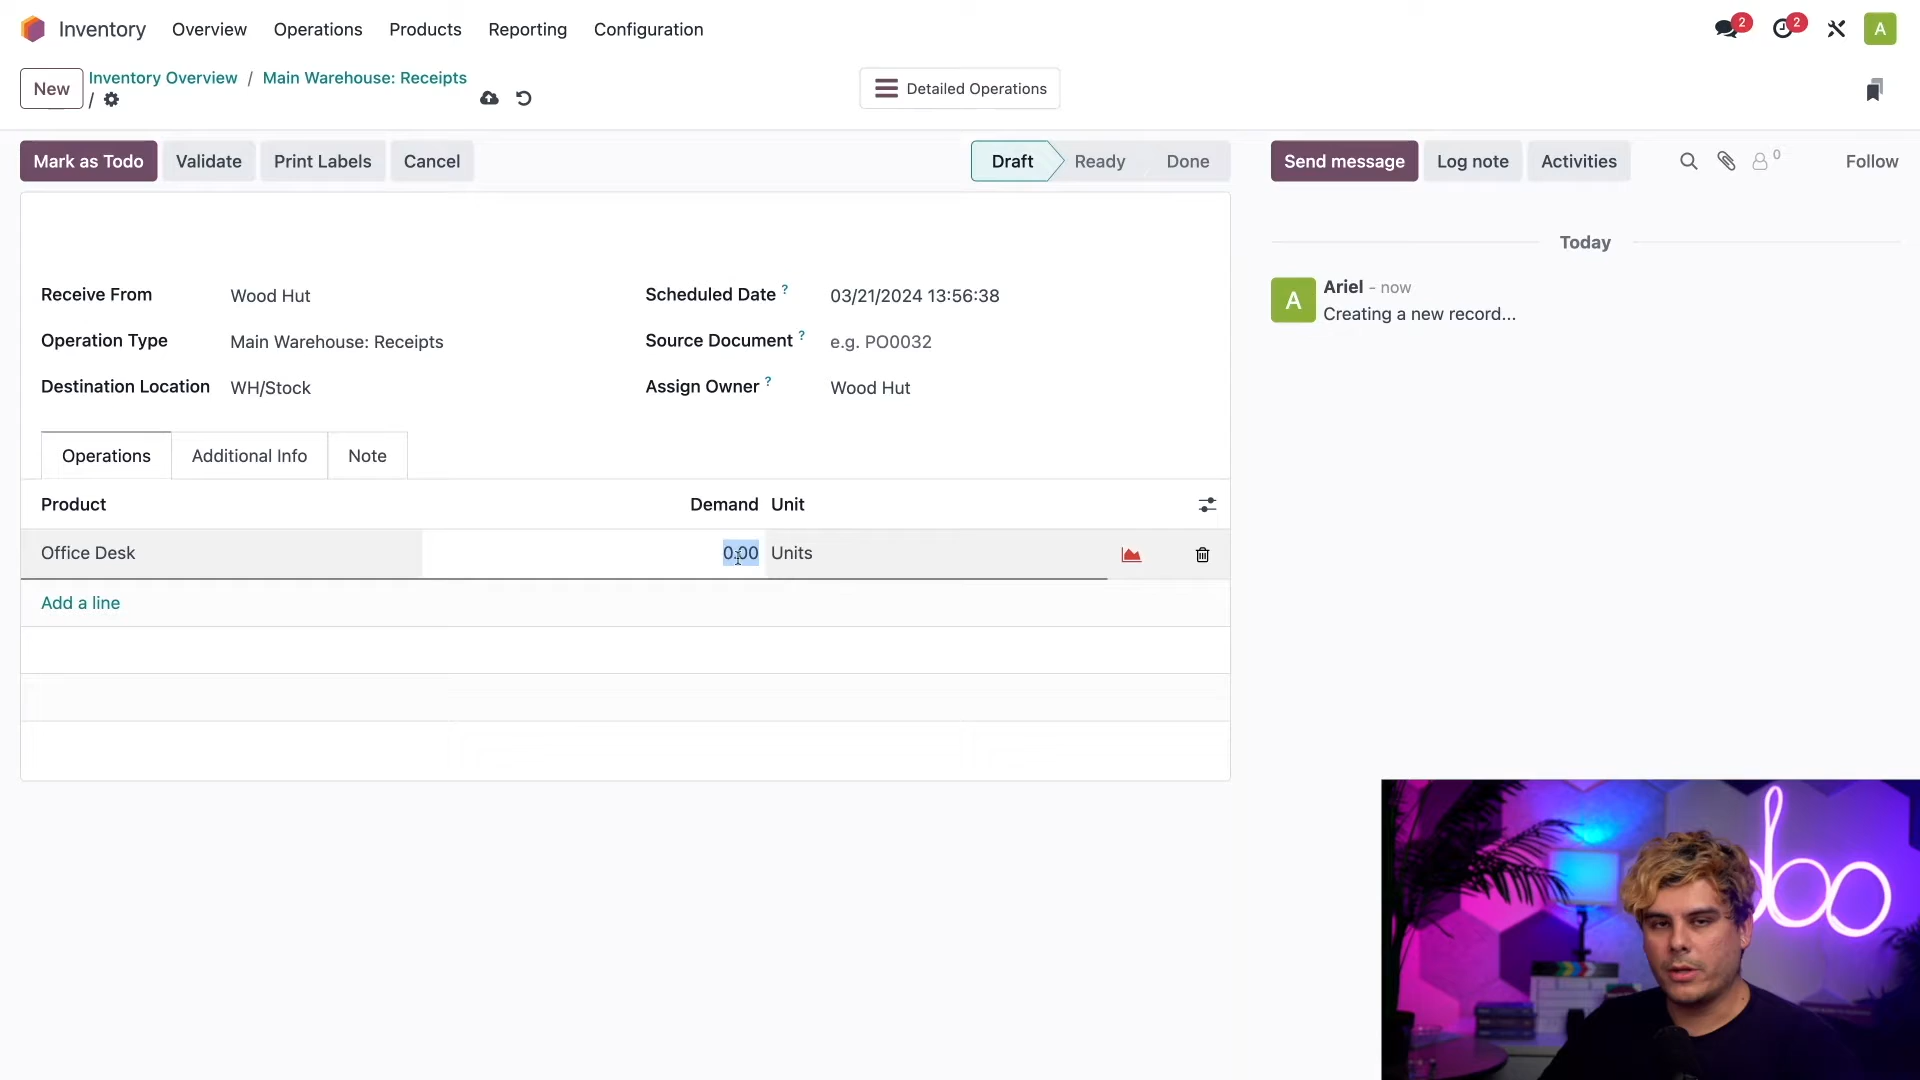 Inventory Overview Operations Products Reporting Configuration 2 2 A
New Inventory Overview / Main Warehouse: Receipts
/
Detailed Operations
Mark as Todo Validate Print Labels Cancel Draft Ready Done Send message Log note Activities 0 Follow
Today
Receive From Wood Hut Scheduled Date ? 03/21/2024 13:56:38
A Ariel - now
Creating a new record...
Operation Type Main Warehouse: Receipts Source Document ? e.g. PO0032
Destination Location WH/Stock Assign Owner ? Wood Hut
Operations Additional Info Note
Product Demand Unit
Office Desk 0.00 Units
Add a line